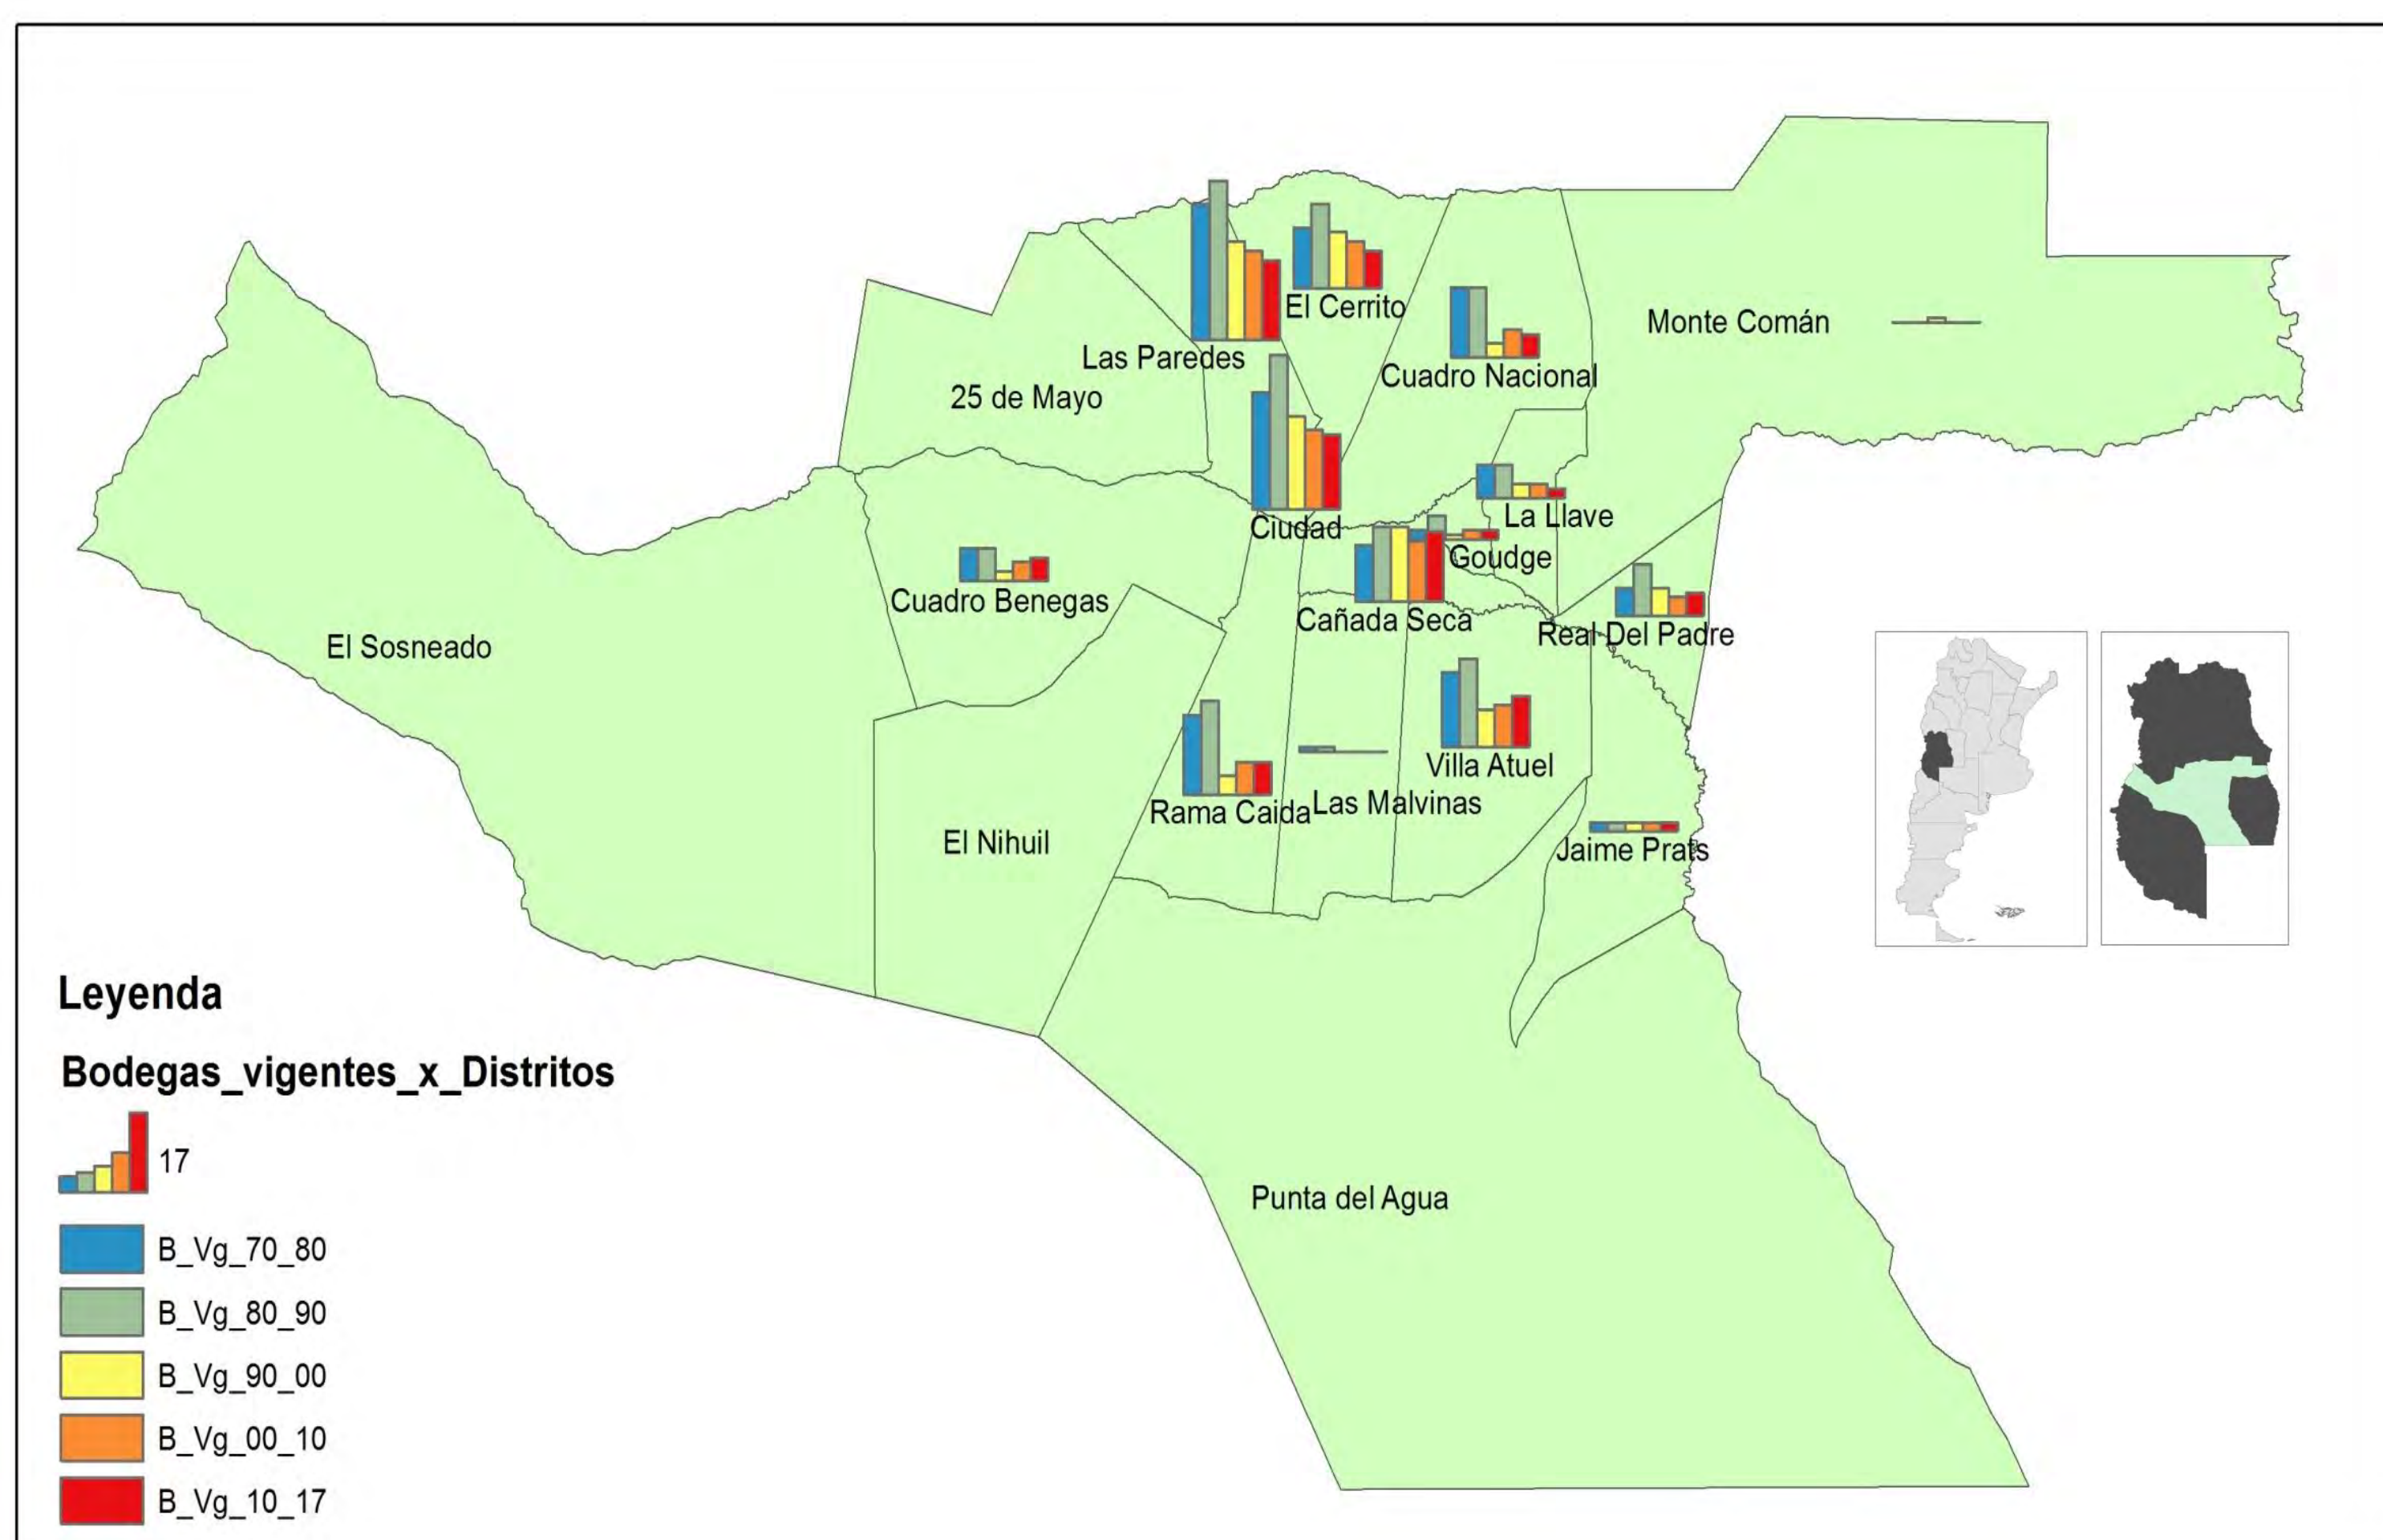 El Cerrito
Monte Comán
Las Paredes
Cuadro Nacional
25 de Mayo
La Llave
Ciudad
Goudge
Cuadro Benegas
Cañada Seca
Real Del Padre
El Sosneado
Villa Atuel
Rama Caida
Las Malvinas
El Nihuil
Jaime Prats
Punta del Agua
Leyenda
Bodegas_vigentes_x_Distritos
17
B_Vg_70_80
B_Vg_80_90
B_Vg_90_00
B_Vg_00_10
B_Vg_10_17